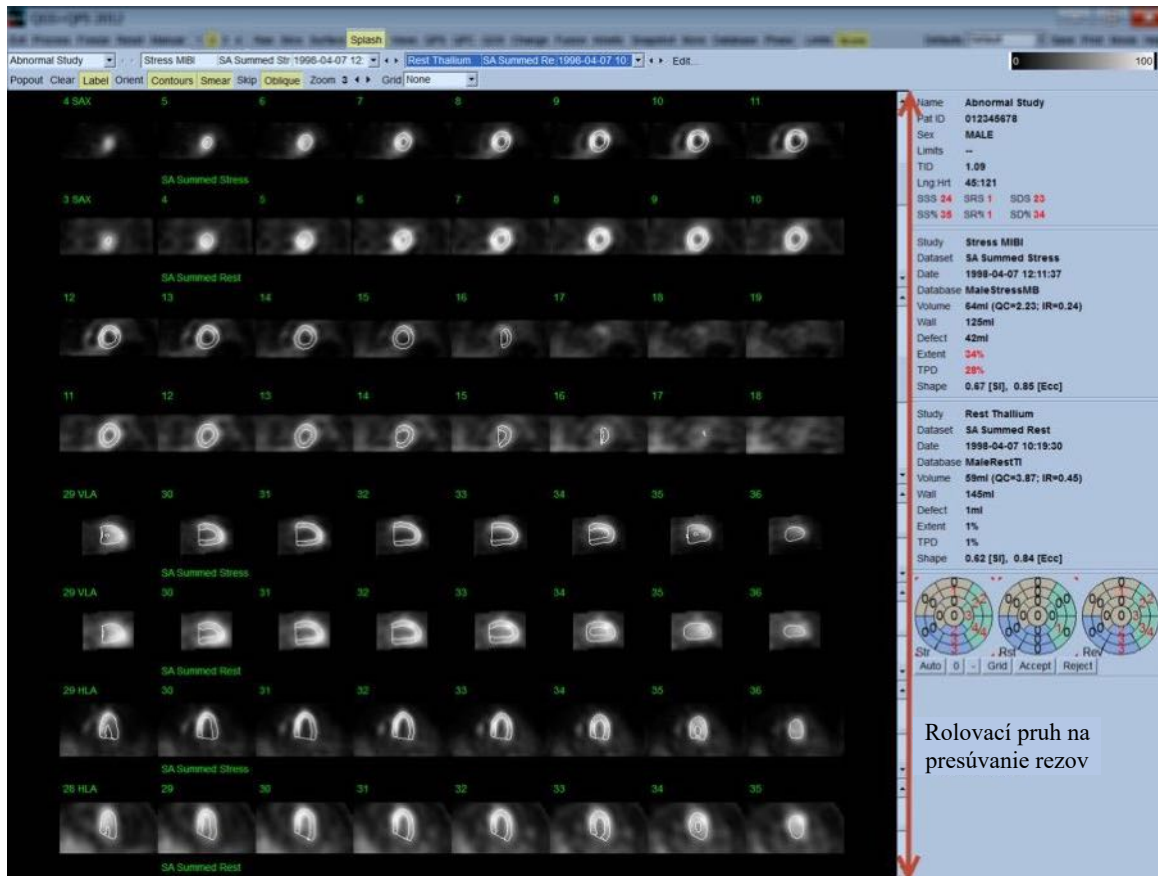 QGS+QPS 2012
Splash
Abnormal Study Stress MIBI SA Summed Str 1998-04-07 12: Rest Thallium SA Summed Re 1998-04-07 10: Edit...
0 100
Popout Clear Label Orient Contours Smear Skip Oblique Zoom 3 Grid None
4 SAX 5 6 7 8 9 10 11
SA Summed Stress
3 SAX 4 5 6 7 8 9 10
SA Summed Rest
12 13 14 15 16 17 18 19
11 12 13 14 15 16 17 18
29 VLA 30 31 32 33 34 35 36
SA Summed Stress
29 VLA 30 31 32 33 34 35 36
SA Summed Rest
29 HLA 30 31 32 33 34 35 36
SA Summed Stress
28 HLA 29 30 31 32 33 34 35
SA Summed Rest
Name Abnormal Study
Pat ID 012345678
Sex MALE
Limits --
TID 1.09
Lng:Hrt 45:121
SSS 24 SRS 1 SDS 23
SS% 35 SR% 1 SD% 34
Study Stress MIBI
Dataset SA Summed Stress
Date 1998-04-07 12:11:37
Database MaleStressMB
Volume 64ml (QC=2.23; IR=0.24)
Wall 125ml
Defect 42ml
Extent 34%
TPD 28%
Shape 0.67 [SI], 0.85 [Ecc]
Study Rest Thallium
Dataset SA Summed Rest
Date 1998-04-07 10:19:30
Database MaleRestTl
Volume 59ml (QC=3.87; IR=0.45)
Wall 145ml
Defect 1ml
Extent 1%
TPD 1%
Shape 0.62 [SI], 0.84 [Ecc]
Str Rst Rev
Auto 0 - Grid Accept Reject
Rolovací pruh na
presúvanie rezov